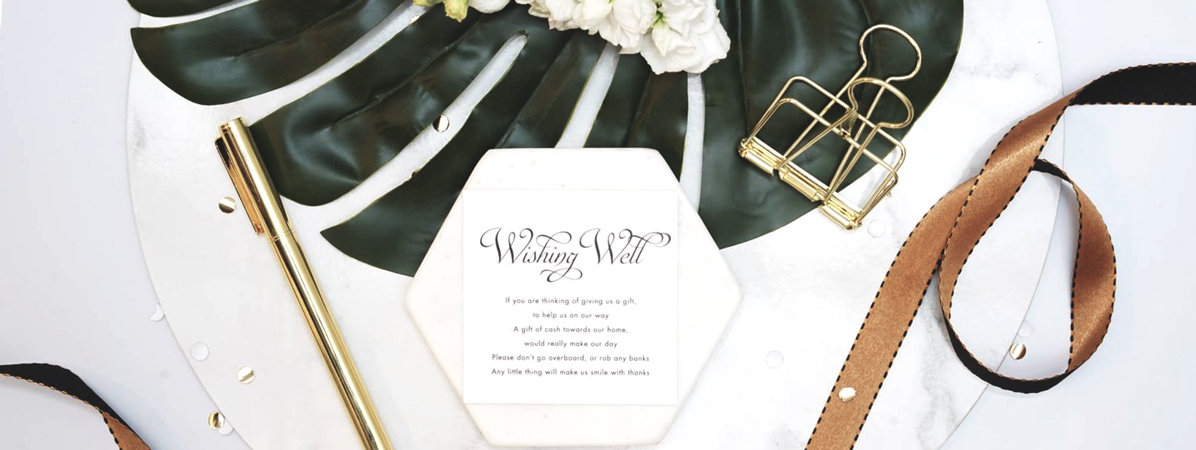 Wishing Well
If you are thinking of giving us a gift,
to help us on our way
A gift of cash towards our home,
would really make our day
Please don't go overboard, or rob any banks
Any little thing will make us smile with thanks